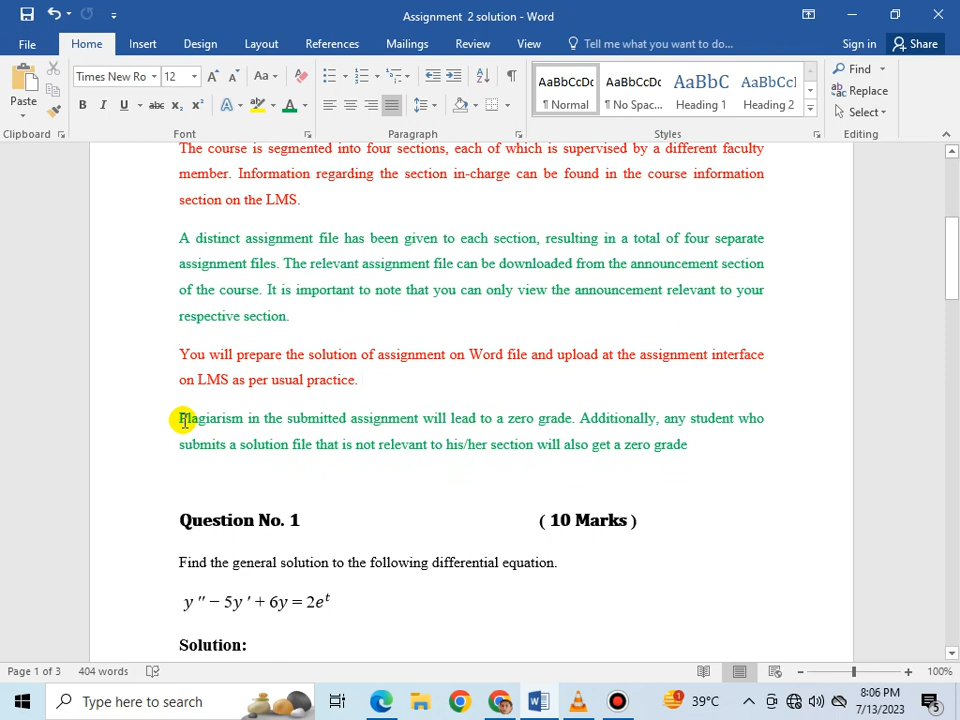 Assignment 2 solution - Word
File Home Insert Design Layout References Mailings Review View Tell me what you want to do... Sign in Share
Paste
Clipboard
Times New Ro 12
Font
Paragraph
AaBbCcDc AaBbCcDc AaBbC AaBbCcI
¶ Normal ¶ No Spac... Heading 1 Heading 2
Styles
Find
Replace
Select
Editing
The course is segmented into four sections, each of which is supervised by a different faculty
member. Information regarding the section in-charge can be found in the course information
section on the LMS.
A distinct assignment file has been given to each section, resulting in a total of four separate
assignment files. The relevant assignment file can be downloaded from the announcement section
of the course. It is important to note that you can only view the announcement relevant to your
respective section.
You will prepare the solution of assignment on Word file and upload at the assignment interface
on LMS as per usual practice.
Plagiarism in the submitted assignment will lead to a zero grade. Additionally, any student who
submits a solution file that is not relevant to his/her section will also get a zero grade
Question No. 1 ( 10 Marks )
Find the general solution to the following differential equation.
y '' − 5y ' + 6y = 2eᵗ
Solution:
Page 1 of 3 404 words 100%
Type here to search 39°C 8:06 PM
7/13/2023 5